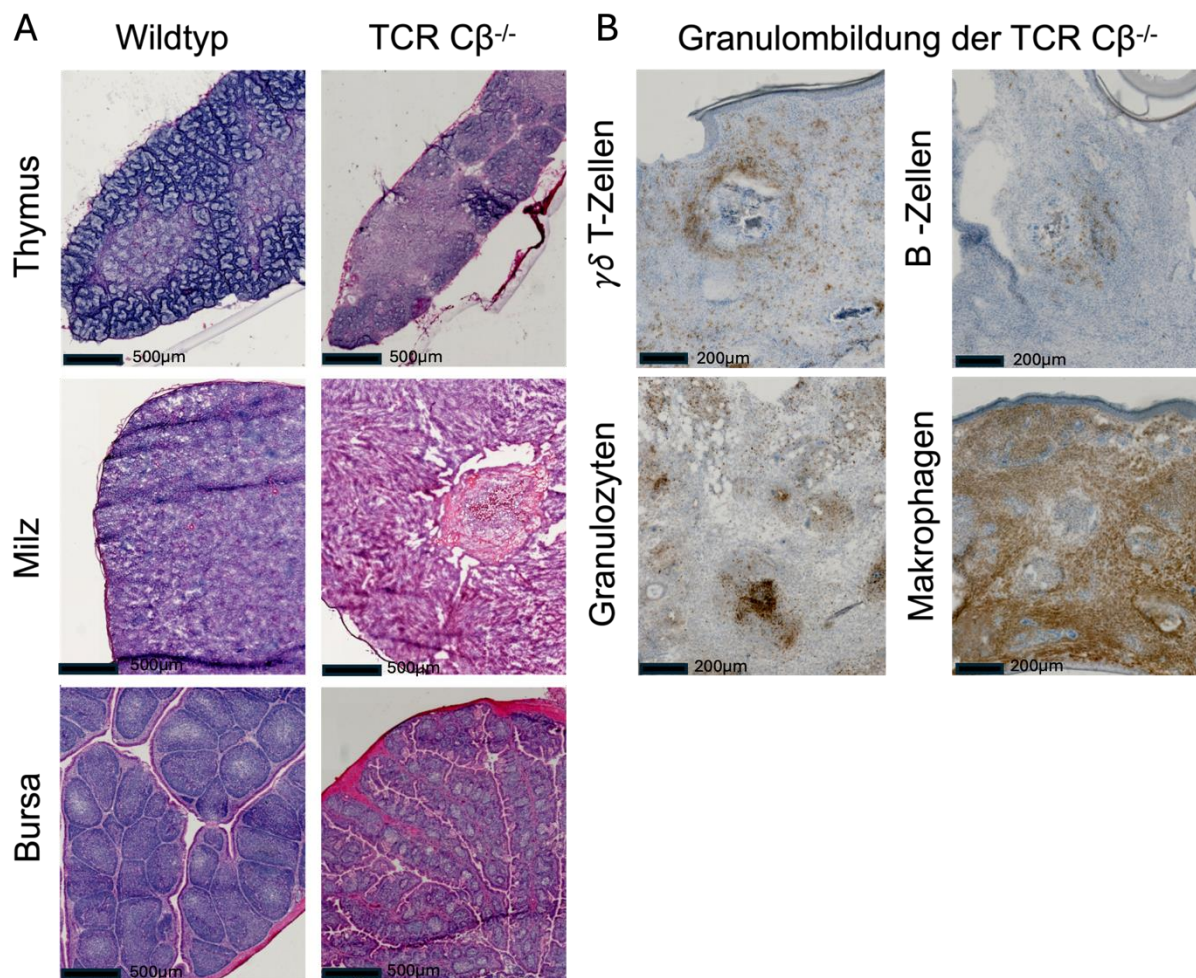 A
Wildtyp
TCR Cβ⁻/⁻
B
Granulombildung der TCR Cβ⁻/⁻
Thymus
500µm
500µm
γδ T-Zellen
200µm
B -Zellen
200µm
Milz
500µm
500µm
Granulozyten
200µm
Makrophagen
200µm
Bursa
500µm
500µm